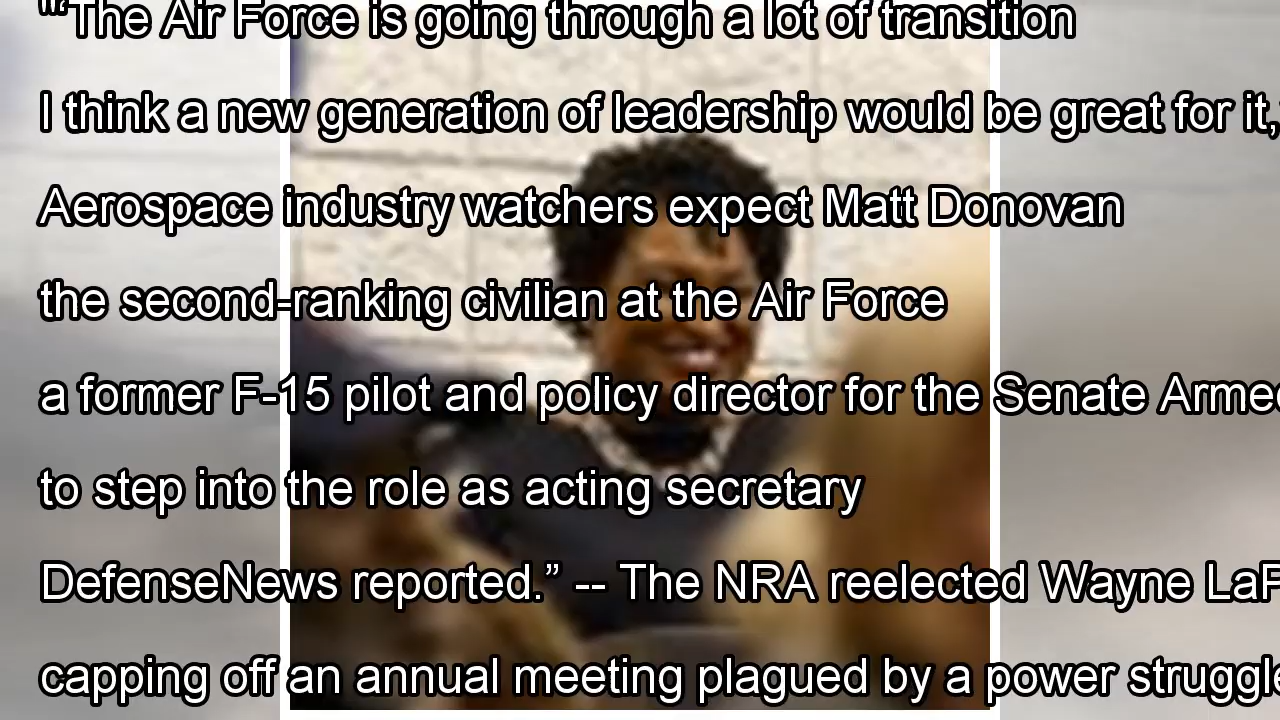 "“The Air Force is going through a lot of transition
I think a new generation of leadership would be great for it,
Aerospace industry watchers expect Matt Donovan
the second-ranking civilian at the Air Force
a former F-15 pilot and policy director for the Senate
to step into the role as acting secretary
DefenseNews reported.” -- The NRA reelected Wayne
capping off an annual meeting plagued by a power struggle